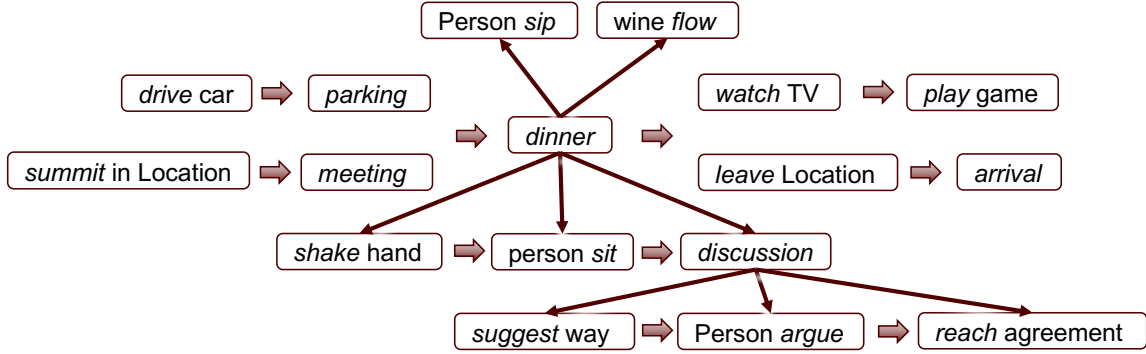 Person sip
wine flow
drive car
parking
watch TV
play game
dinner
summit in Location
meeting
leave Location
arrival
shake hand
person sit
discussion
suggest way
Person argue
reach agreement